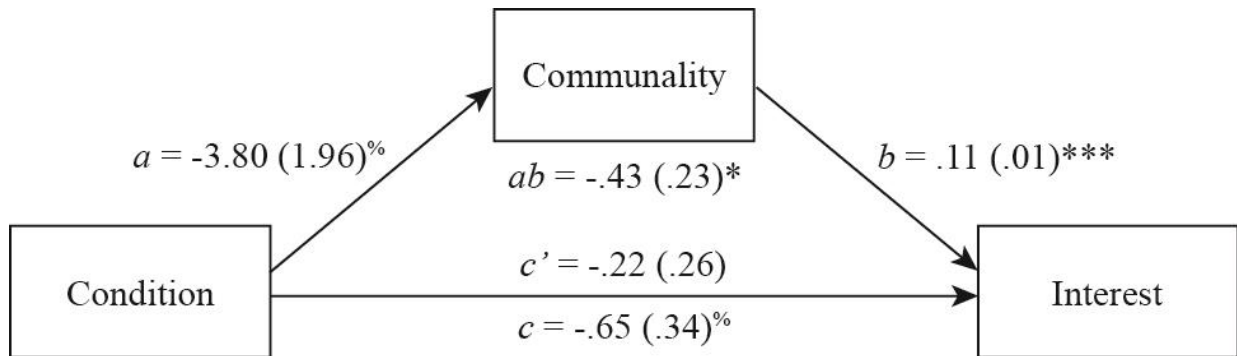 Communality
a = -3.80 (1.96)%
b = .11 (.01)***
ab = -.43 (.23)*
Condition
c’ = -.22 (.26)
c = -.65 (.34)%
Interest